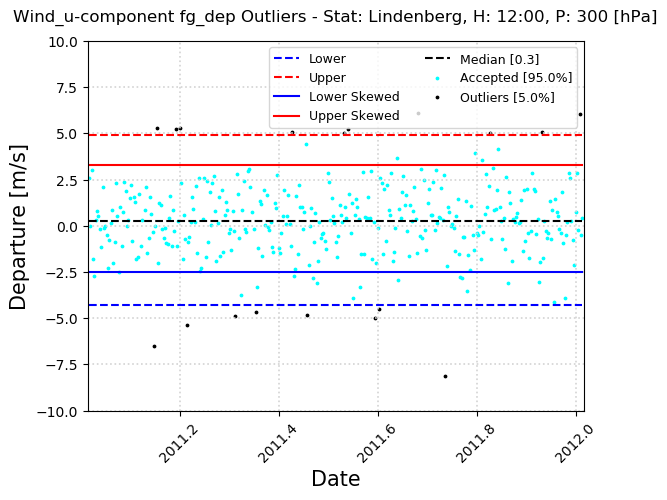 Wind_u-component fg_dep Outliers - Stat: Lindenberg, H: 12:00, P: 300 [hPa]
10.0
7.5
5.0
2.5
0.0
−2.5
−5.0
−7.5
−10.0
Departure [m/s]
Lower
Upper
Lower Skewed
Upper Skewed
Median [0.3]
Accepted [95.0%]
Outliers [5.0%]
2011.2
2011.4
2011.6
2011.8
2012.0
Date